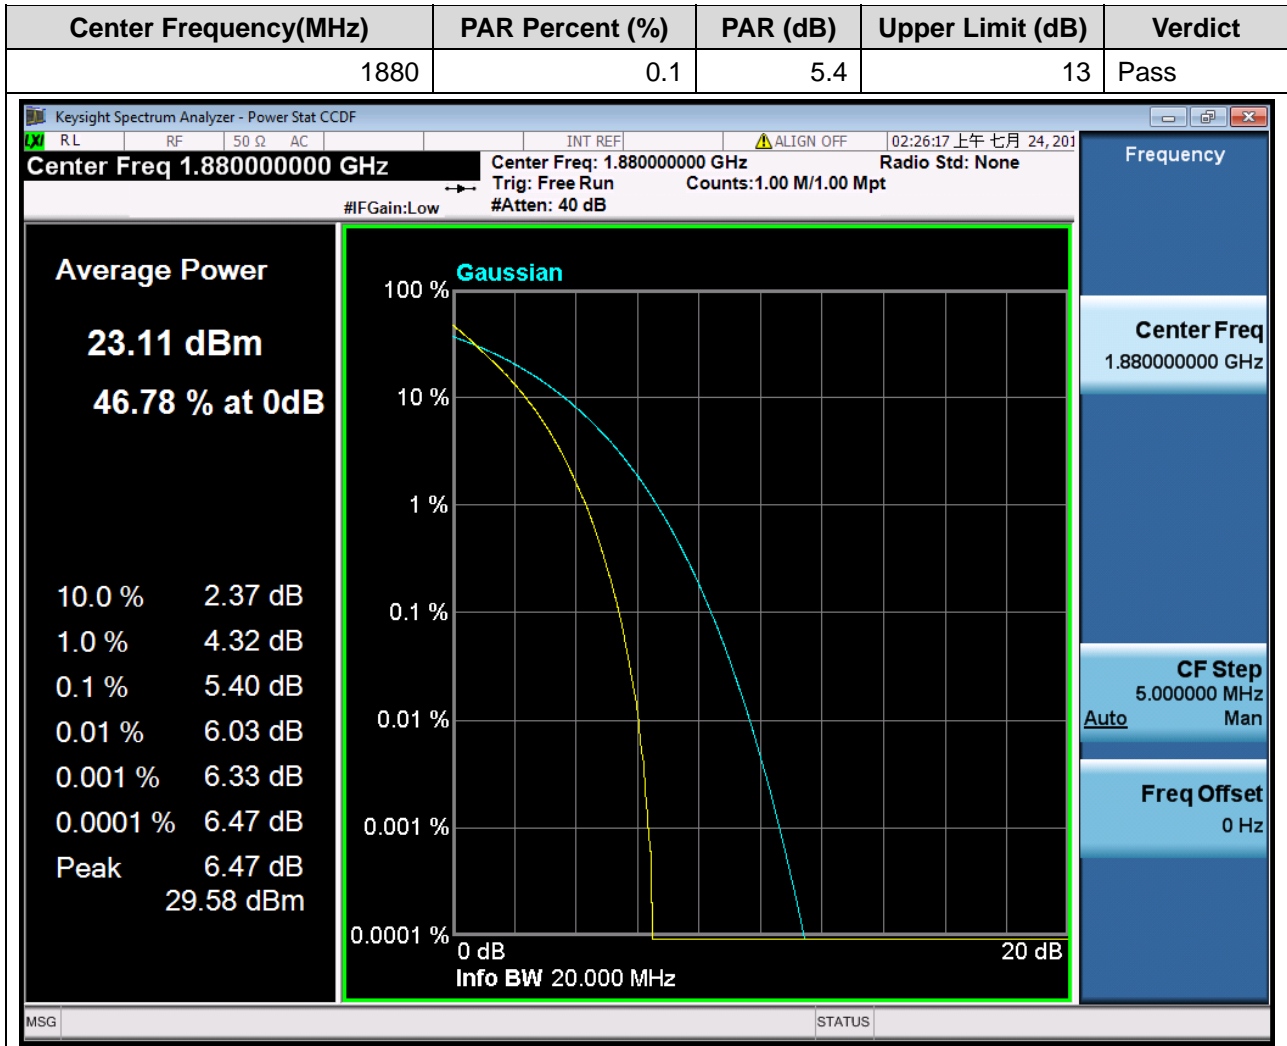 Center Frequency(MHz) PAR Percent (%) PAR (dB) Upper Limit (dB) Verdict
1880 0.1 5.4 13 Pass
Keysight Spectrum Analyzer - Power Stat CCDF
LXI RL RF 50 Ω AC INT REF ALIGN OFF 02:26:17 上午 七月 24, 201
Center Freq 1.880000000 GHz
Center Freq: 1.880000000 GHz Radio Std: None
Trig: Free Run Counts:1.00 M/1.00 Mpt
#IFGain:Low #Atten: 40 dB
Frequency
Average Power
23.11 dBm
46.78 % at 0dB
10.0 % 2.37 dB
1.0 % 4.32 dB
0.1 % 5.40 dB
0.01 % 6.03 dB
0.001 % 6.33 dB
0.0001 % 6.47 dB
Peak 6.47 dB
29.58 dBm
Gaussian
100 %
10 %
1 %
0.1 %
0.01 %
0.001 %
0.0001 %
0 dB 20 dB
Info BW 20.000 MHz
Center Freq
1.880000000 GHz
CF Step
5.000000 MHz
Auto Man
Freq Offset
0 Hz
MSG STATUS